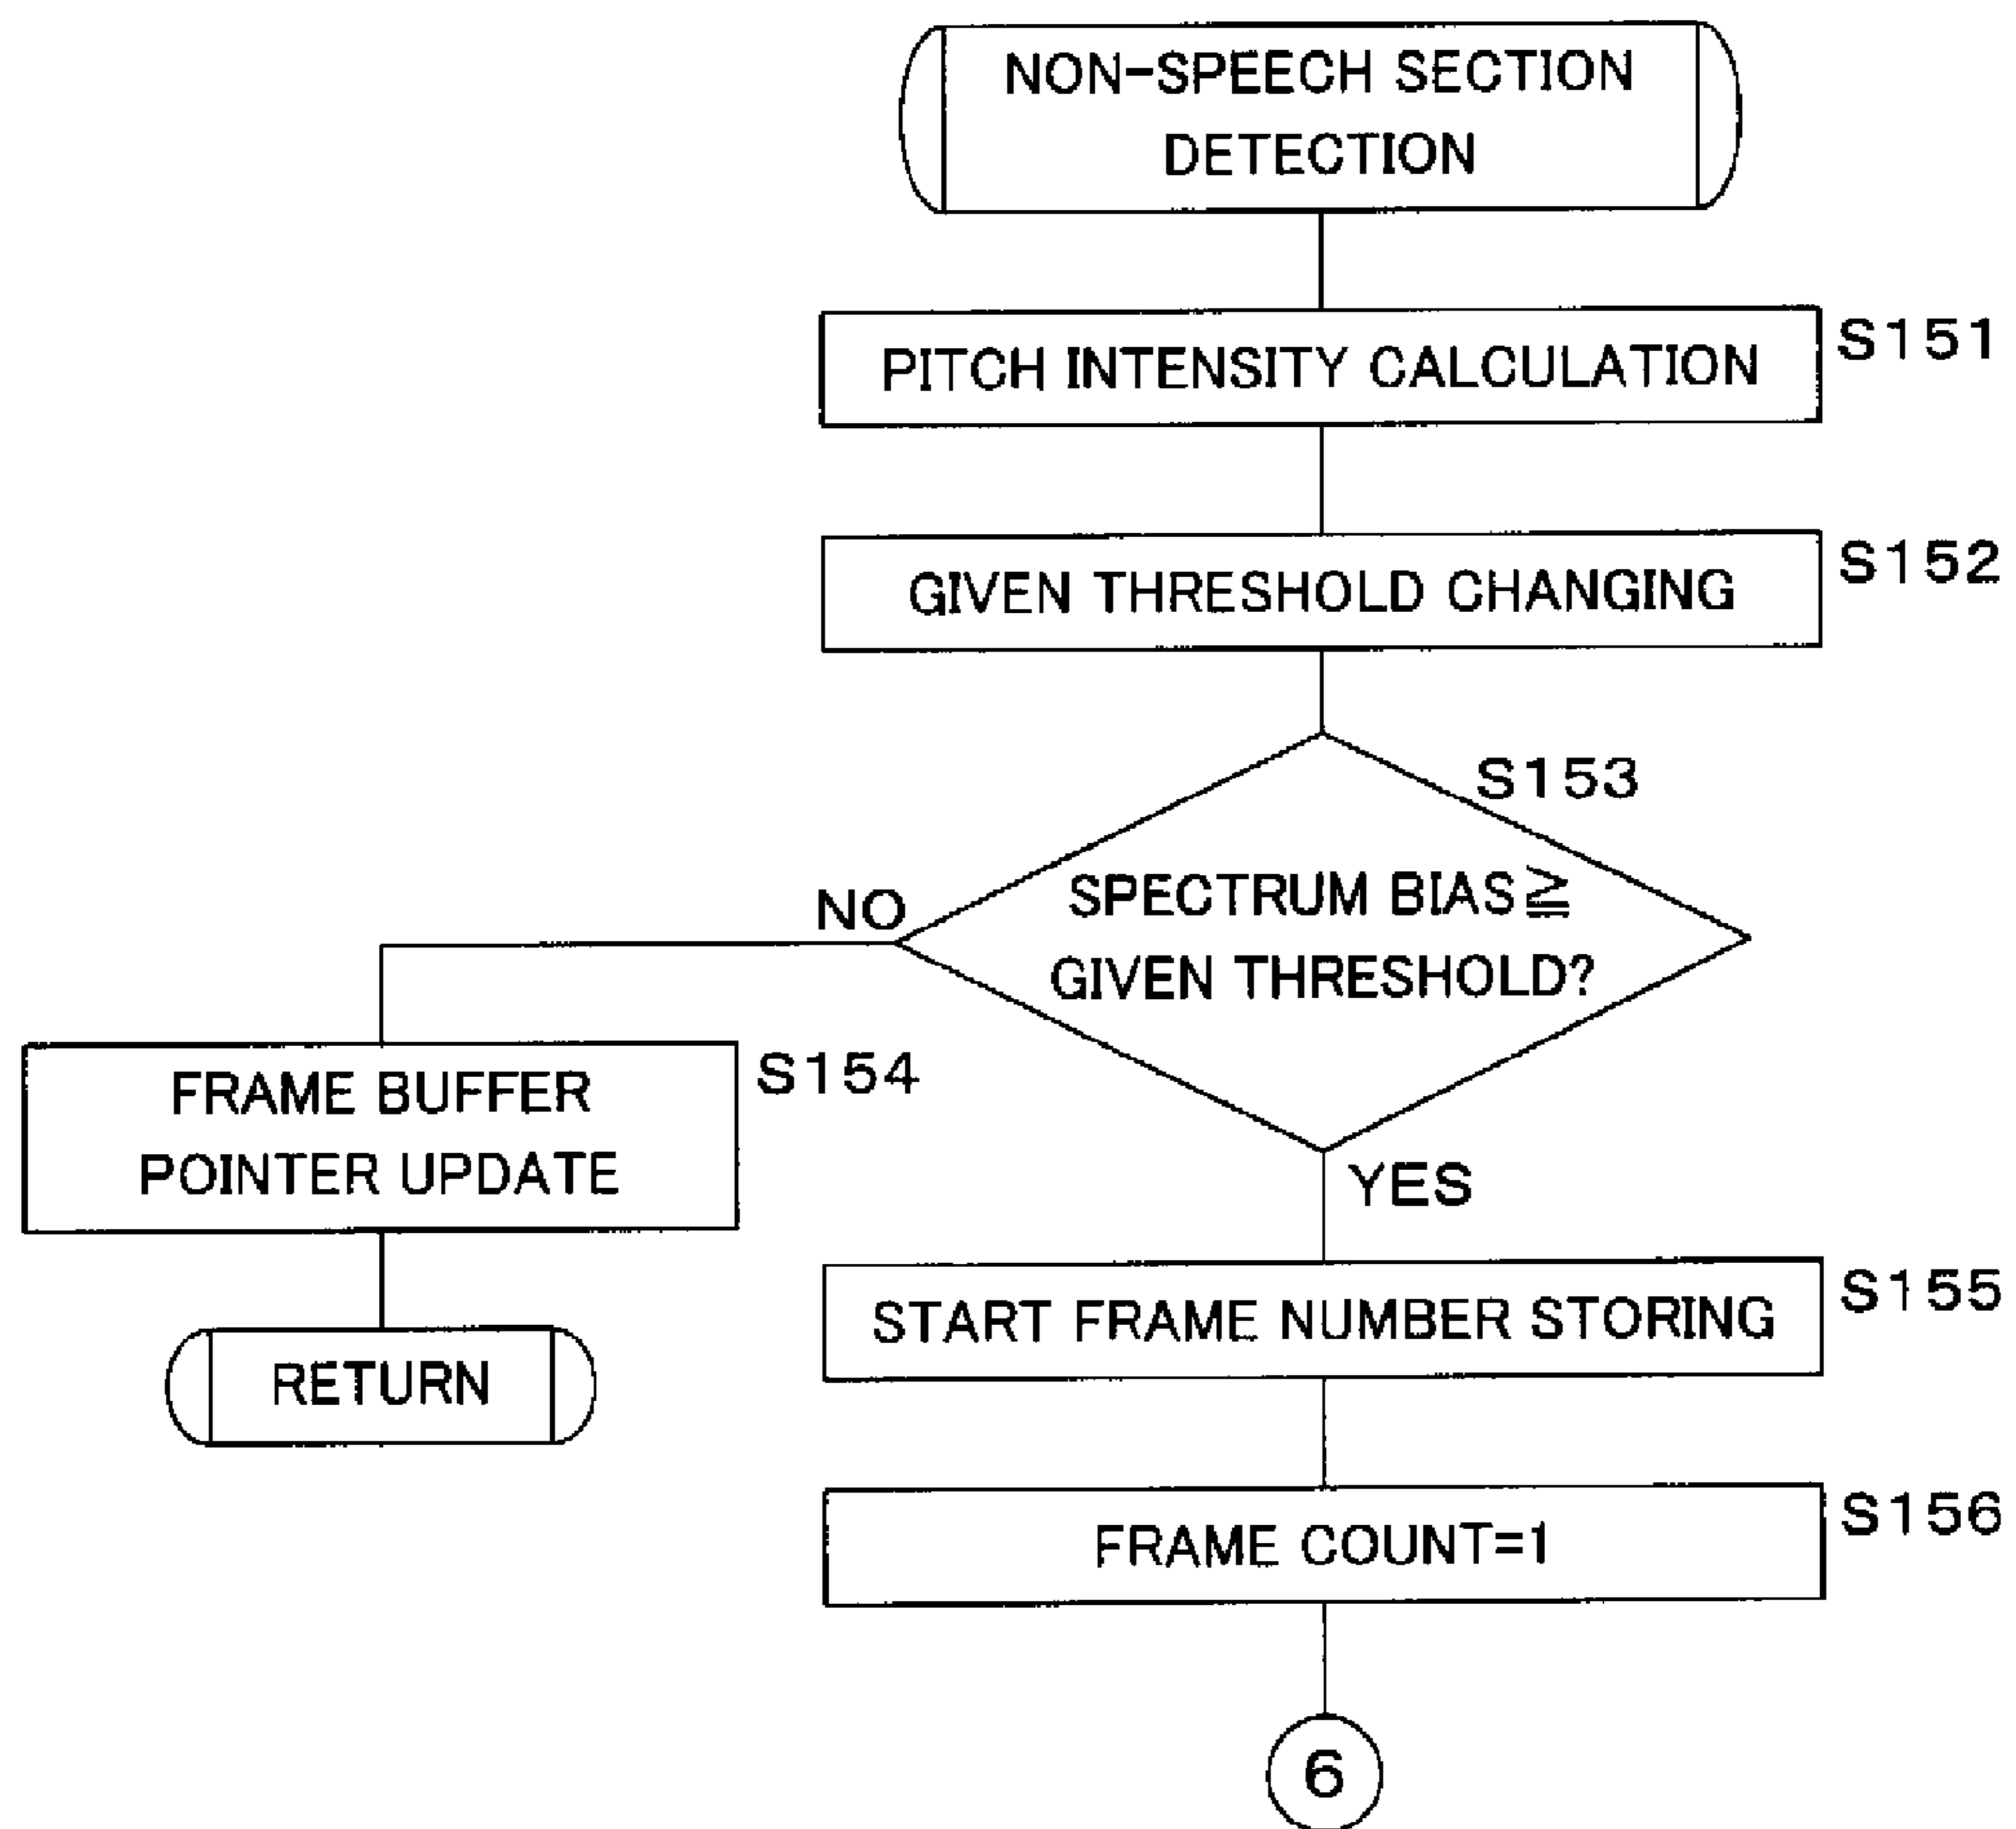 NON-SPEECH SECTION
DETECTION
PITCH INTENSITY CALCULATION
S151
GIVEN THRESHOLD CHANGING
S152
S153
SPECTRUM BIAS≧
GIVEN THRESHOLD?
NO
FRAME BUFFER
POINTER UPDATE
S154
RETURN
YES
START FRAME NUMBER STORING
S155
FRAME COUNT=1
S156
6